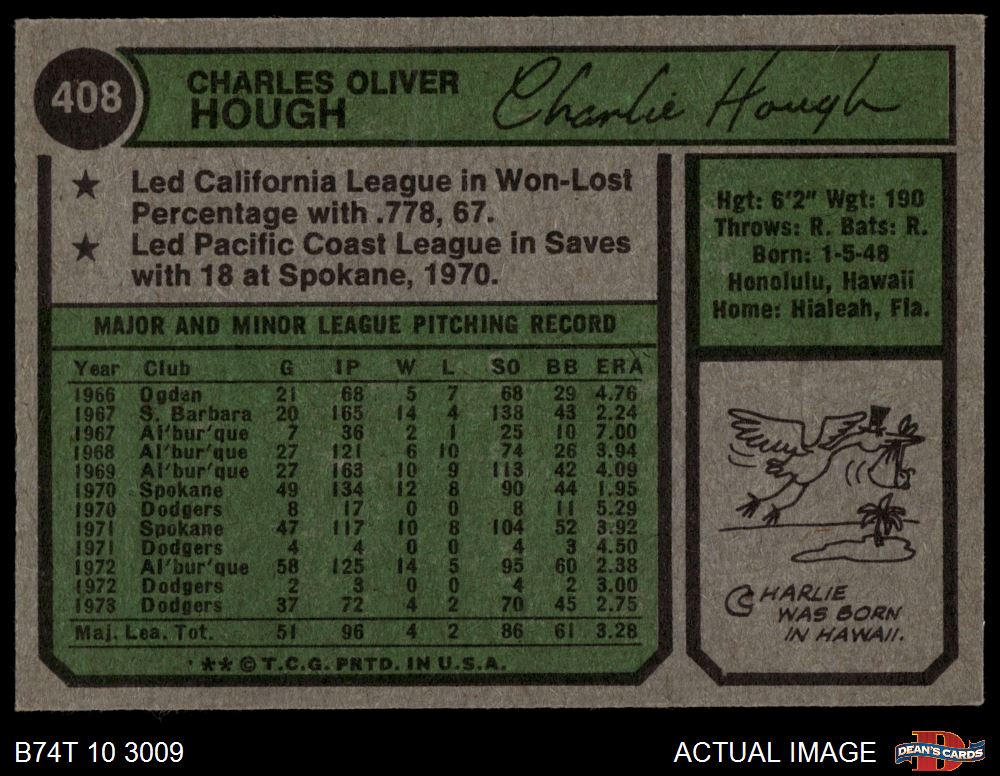 408
CHARLES OLIVER
HOUGH
Charlie Hough
★ Led California League in Won-Lost
Percentage with .778, 67.
★ Led Pacific Coast League in Saves
with 18 at Spokane, 1970.
Hgt: 6'2" Wgt: 190
Throws: R. Bats: R.
Born: 1-5-48
Honolulu, Hawaii
Home: Hialeah, Fla.
MAJOR AND MINOR LEAGUE PITCHING RECORD
Year Club G IP W L SO BB ERA
1966 Ogden 21 68 5 7 68 29 4.76
1967 S. Barbara 20 165 14 4 138 43 2.24
1967 Al'bur'que 7 36 2 1 25 10 7.00
1968 Al'bur'que 27 121 6 10 74 26 3.94
1969 Al'bur'que 27 163 10 9 113 42 4.09
1970 Spokane 49 134 12 8 90 44 1.95
1970 Dodgers 8 17 0 0 8 11 5.29
1971 Spokane 47 117 10 8 104 52 3.92
1971 Dodgers 4 4 0 0 4 3 4.50
1972 Al'bur'que 58 125 14 5 95 60 2.38
1972 Dodgers 2 3 0 0 4 2 3.00
1973 Dodgers 37 72 4 2 70 45 2.75
Maj. Lea. Tot. 51 96 4 2 86 61 3.28
** © T.C.G. PRTD. IN U.S.A.
CHARLIE
WAS BORN
IN HAWAII.
B74T 10 3009
ACTUAL IMAGE
DEAN'S CARDS